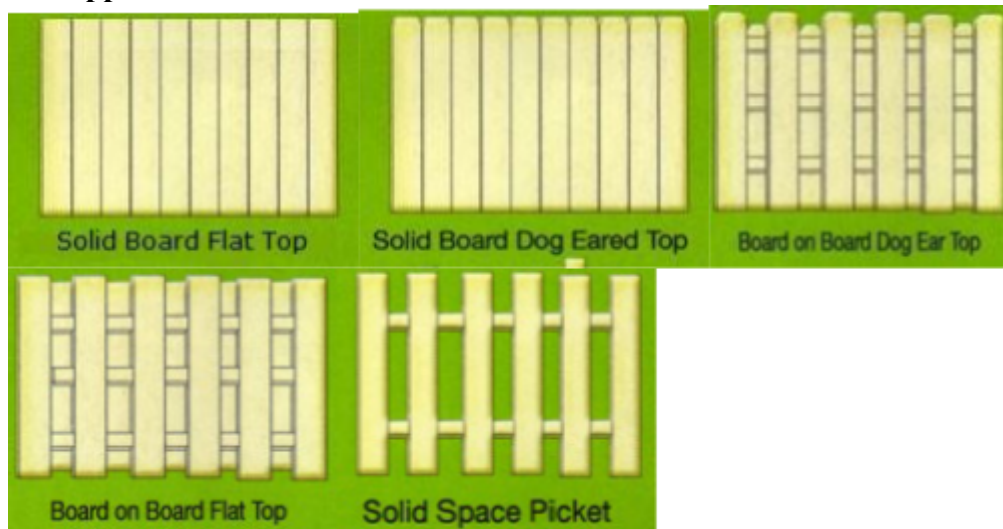 Solid Board Flat Top
Solid Board Dog Eared Top
Board on Board Dog Ear Top
Board on Board Flat Top
Solid Space Picket